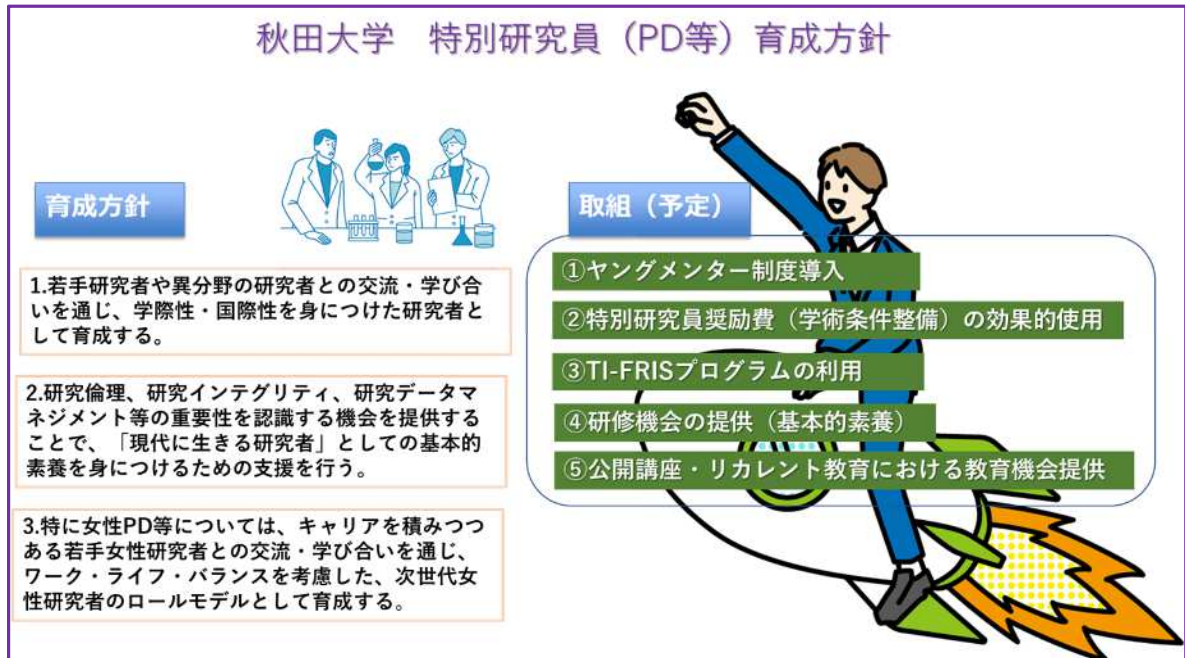 秋田大学 特別研究員（PD等）育成方針
育成方針
1.若手研究者や異分野の研究者との交流・学び合
いを通じ、学際性・国際性を身につけた研究者と
して育成する。
2.研究倫理、研究インテグリティ、研究データマ
ネジメント等の重要性を認識する機会を提供する
ことで、「現代に生きる研究者」としての基本的
素養を身につけるための支援を行う。
3.特に女性PD等については、キャリアを積みつつ
ある若手女性研究者との交流・学び合いを通じ、
ワーク・ライフ・バランスを考慮した、次世代女
性研究者のロールモデルとして育成する。
取組（予定）
①ヤングメンター制度導入
②特別研究員奨励費（学術条件整備）の効果的使用
③TI-FRISプログラムの利用
④研修機会の提供（基本的素養）
⑤公開講座・リカレント教育における教育機会提供